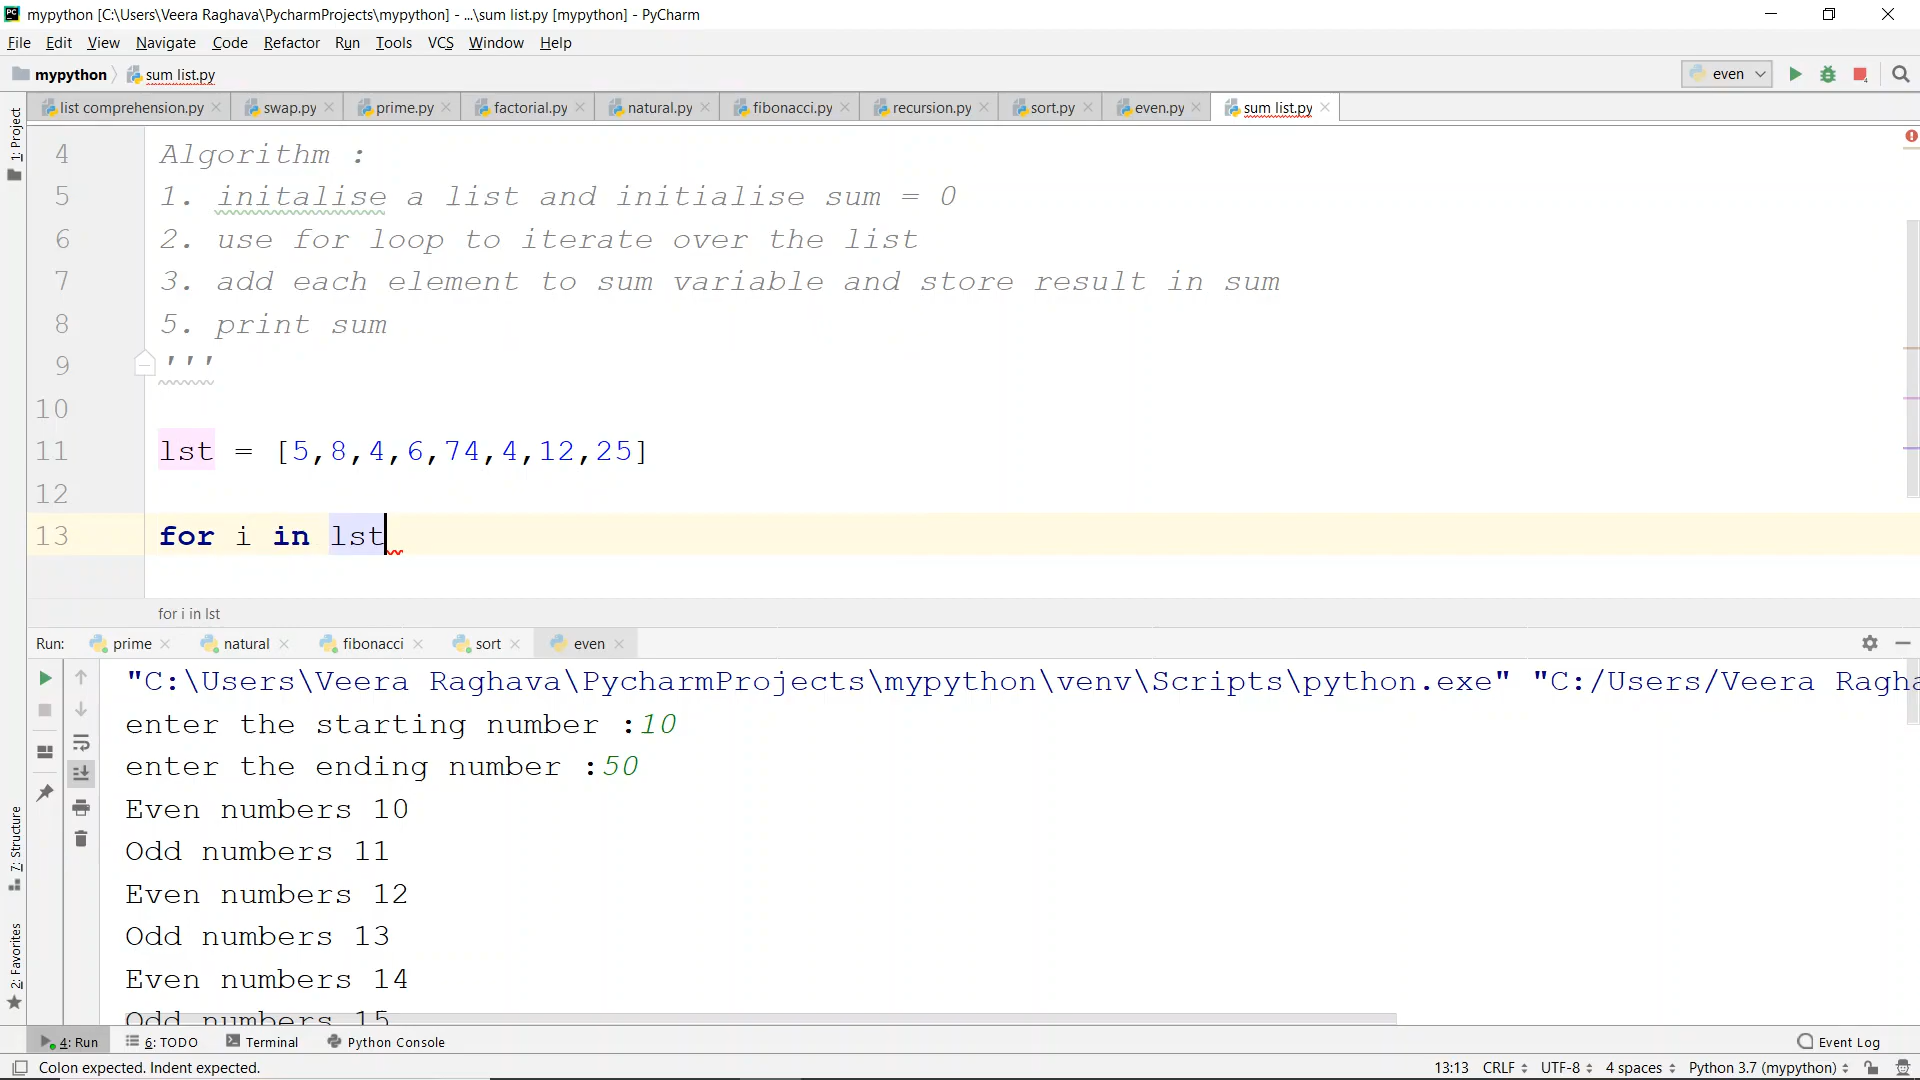 mypython [C:\Users\Veera Raghava\PycharmProjects\mypython] - ...\sum list.py [mypython] - PyCharm
File Edit View Navigate Code Refactor Run Tools VCS Window Help
mypython sum list.py even
list comprehension.py swap.py prime.py factorial.py natural.py fibonacci.py recursion.py sort.py even.py sum list.py
1: Project
4 Algorithm :
5 1. initalise a list and initialise sum = 0
6 2. use for loop to iterate over the list
7 3. add each element to sum variable and store result in sum
8 5. print sum
9 '''
10
11 lst = [5,8,4,6,74,4,12,25]
12
13 for i in lst
for i in lst
Run: prime natural fibonacci sort even
"C:\Users\Veera Raghava\PycharmProjects\mypython\venv\Scripts\python.exe" "C:/Users/Veera Ragha
enter the starting number :10
enter the ending number :50
Even numbers 10
Odd numbers 11
Even numbers 12
Odd numbers 13
Even numbers 14
Odd numbers 15
7: Structure
2: Favorites
4: Run 6: TODO Terminal Python Console Event Log
Colon expected. Indent expected. 13:13 CRLF UTF-8 4 spaces Python 3.7 (mypython)